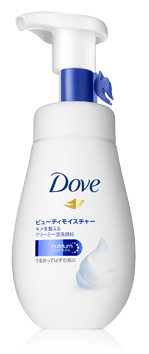 Dove
ビューティモイスチャー
キメを整える
クリーミー泡洗顔料
nutrium
うるおってはずむ肌に